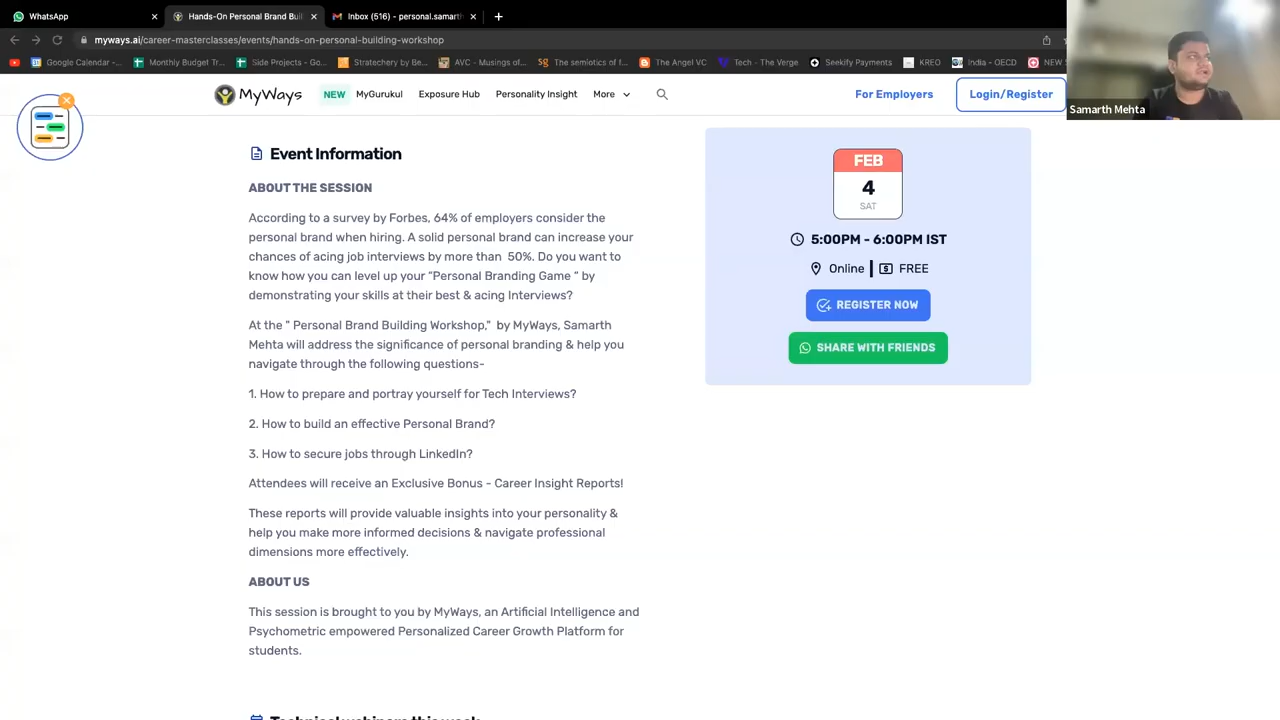 WhatsApp
Hands-On Personal Brand Buil
Inbox (516) - personal.samarth
myways.ai/career-masterclasses/events/hands-on-personal-building-workshop
Google Calendar -...
Monthly Budget Tr...
Side Projects - Go...
Stratechery by Be...
AVC - Musings of...
The semiotics of f...
The Angel VC
Tech - The Verge
Seekify Payments
KREO
India - OECD
NEW
Samarth Mehta
MyWays
NEW
MyGurukul
Exposure Hub
Personality Insight
More
For Employers
Login/Register
Event Information
ABOUT THE SESSION
According to a survey by Forbes, 64% of employers consider the
personal brand when hiring. A solid personal brand can increase your
chances of acing job interviews by more than 50%. Do you want to
know how you can level up your “Personal Branding Game ” by
demonstrating your skills at their best & acing Interviews?
At the " Personal Brand Building Workshop," by MyWays, Samarth
Mehta will address the significance of personal branding & help you
navigate through the following questions-
1. How to prepare and portray yourself for Tech Interviews?
2. How to build an effective Personal Brand?
3. How to secure jobs through LinkedIn?
Attendees will receive an Exclusive Bonus - Career Insight Reports!
These reports will provide valuable insights into your personality &
help you make more informed decisions & navigate professional
dimensions more effectively.
ABOUT US
This session is brought to you by MyWays, an Artificial Intelligence and
Psychometric empowered Personalized Career Growth Platform for
students.
FEB
4
SAT
5:00PM - 6:00PM IST
Online
FREE
REGISTER NOW
SHARE WITH FRIENDS